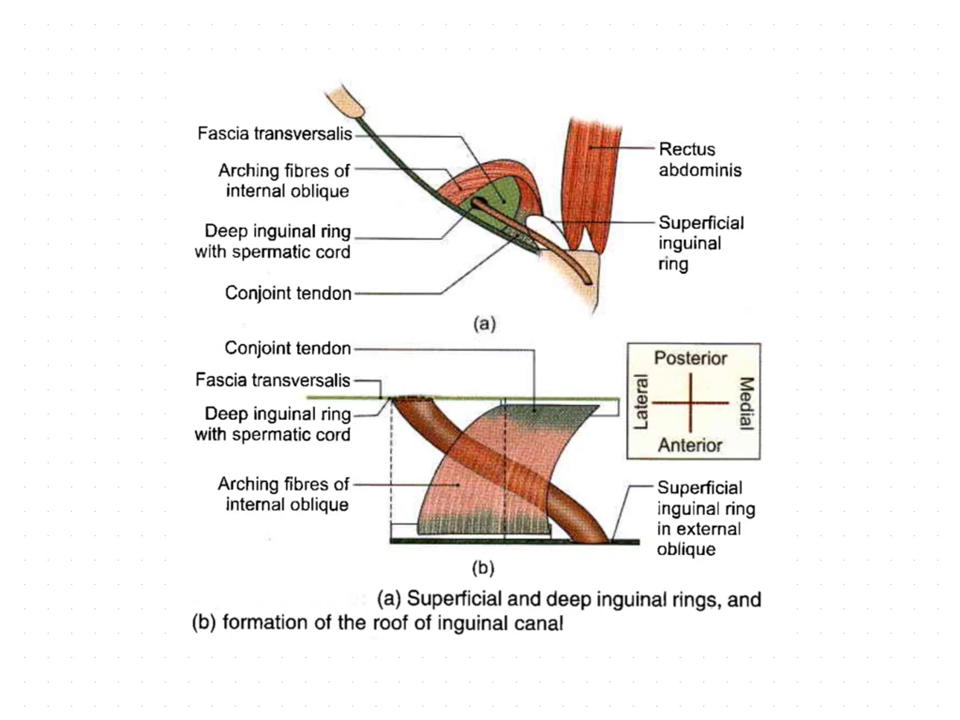 Fascia transversalis
Arching fibres of
internal oblique
Deep inguinal ring
with spermatic cord
Conjoint tendon
Rectus
abdominis
Superficial
inguinal
ring
(a)
Conjoint tendon
Fascia transversalis
Deep inguinal ring
with spermatic cord
Arching fibres of
internal oblique
Posterior
Lateral
Medial
Anterior
Superficial
inguinal ring
in external
oblique
(b)
(a) Superficial and deep inguinal rings, and
(b) formation of the roof of inguinal canal